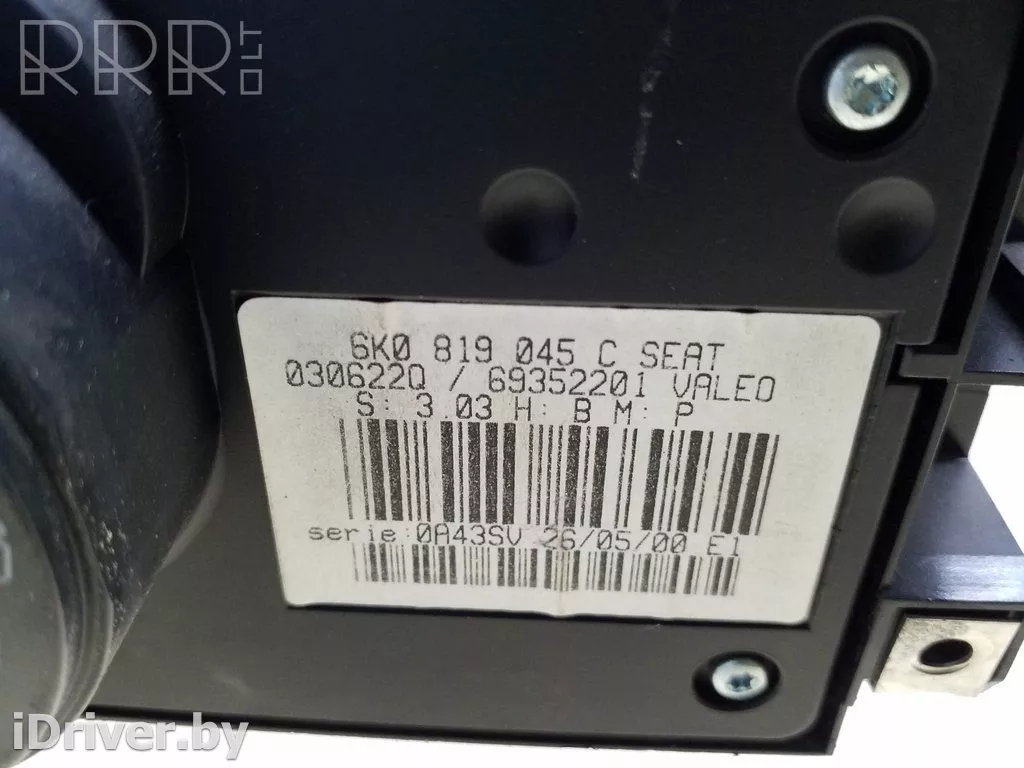 RRR.LT
6K0 819 045 C SEAT
030622Q / 69352201 VALEO
S: 3.03 H: B M: P
serie:0A43SV 26/05/00 E1
iDriver.by